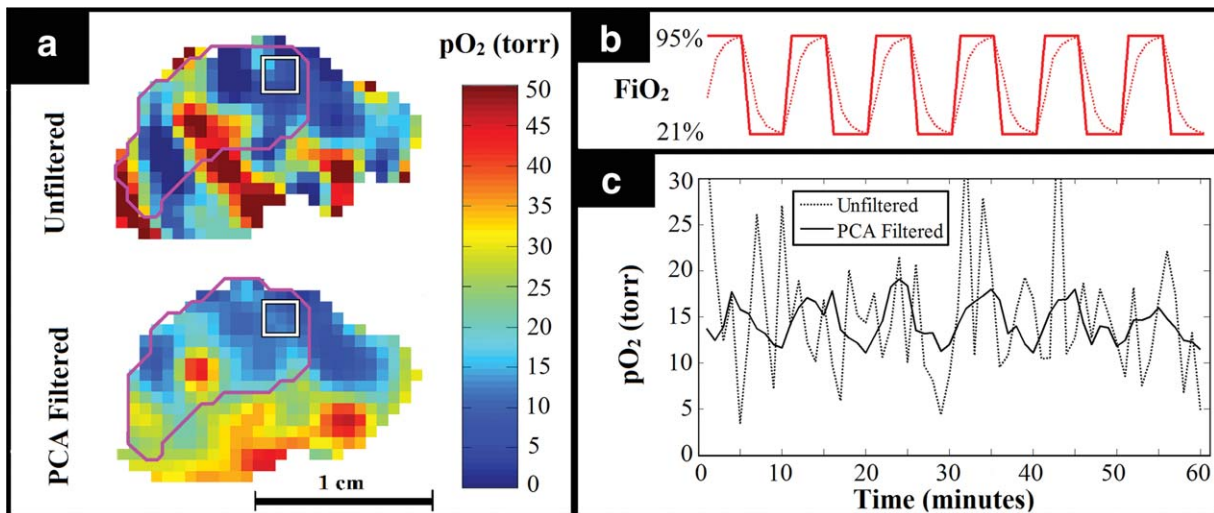 a
pO₂ (torr)
Unfiltered
PCA Filtered
50
45
40
35
30
25
20
15
10
5
0
1 cm
b
95%
FiO₂
21%
c
30
25
20
15
10
5
0
pO₂ (torr)
Unfiltered
PCA Filtered
0 10 20 30 40 50 60
Time (minutes)